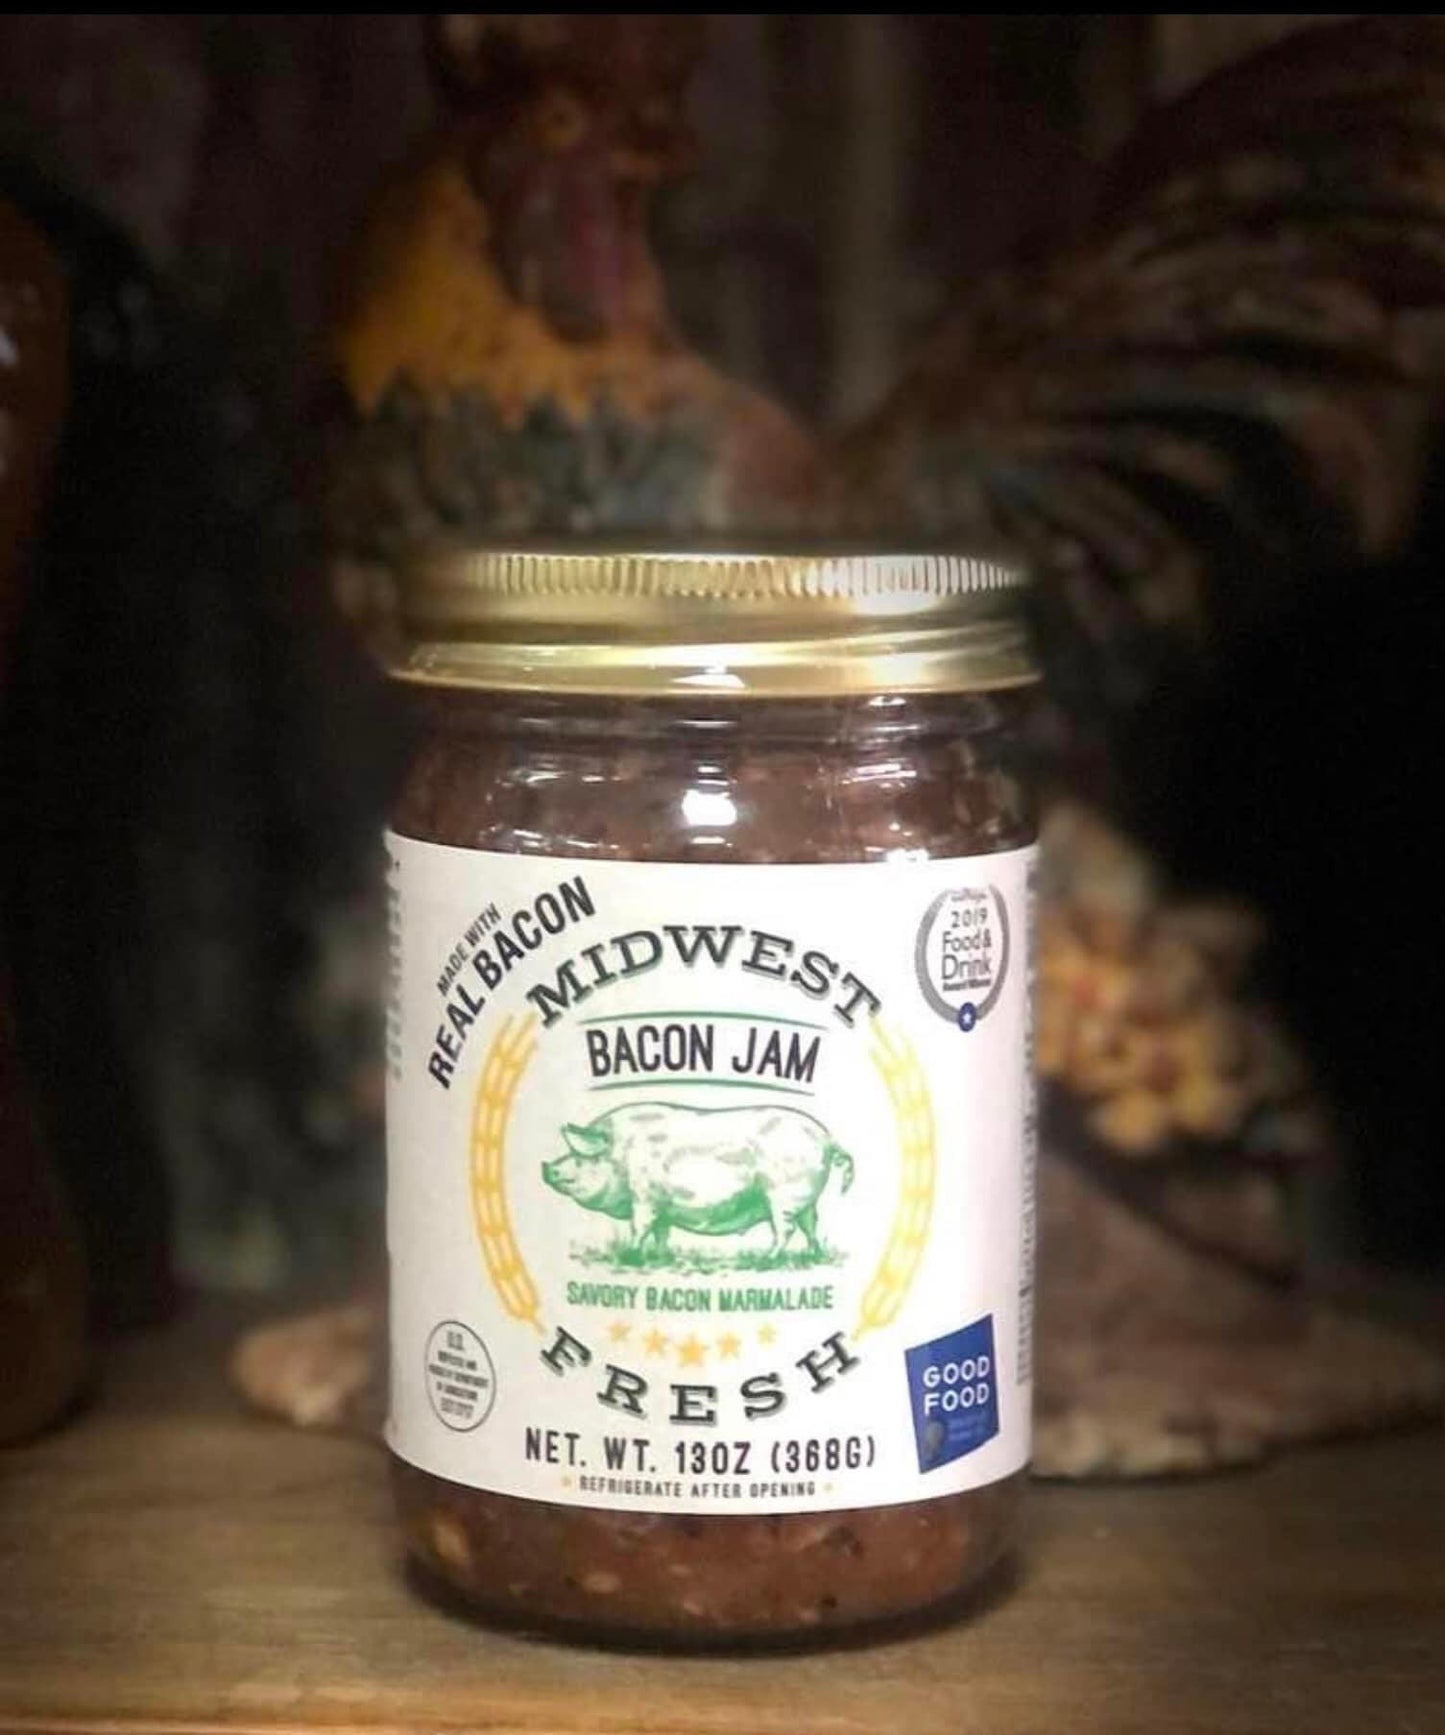 MADE WITH
REAL BACON
MIDWEST
BACON JAM
2019
Food &
Drink
SAVORY BACON MARMALADE
FRESH
GOOD
FOOD
NET. WT. 13OZ (368G)
REFRIGERATE AFTER OPENING